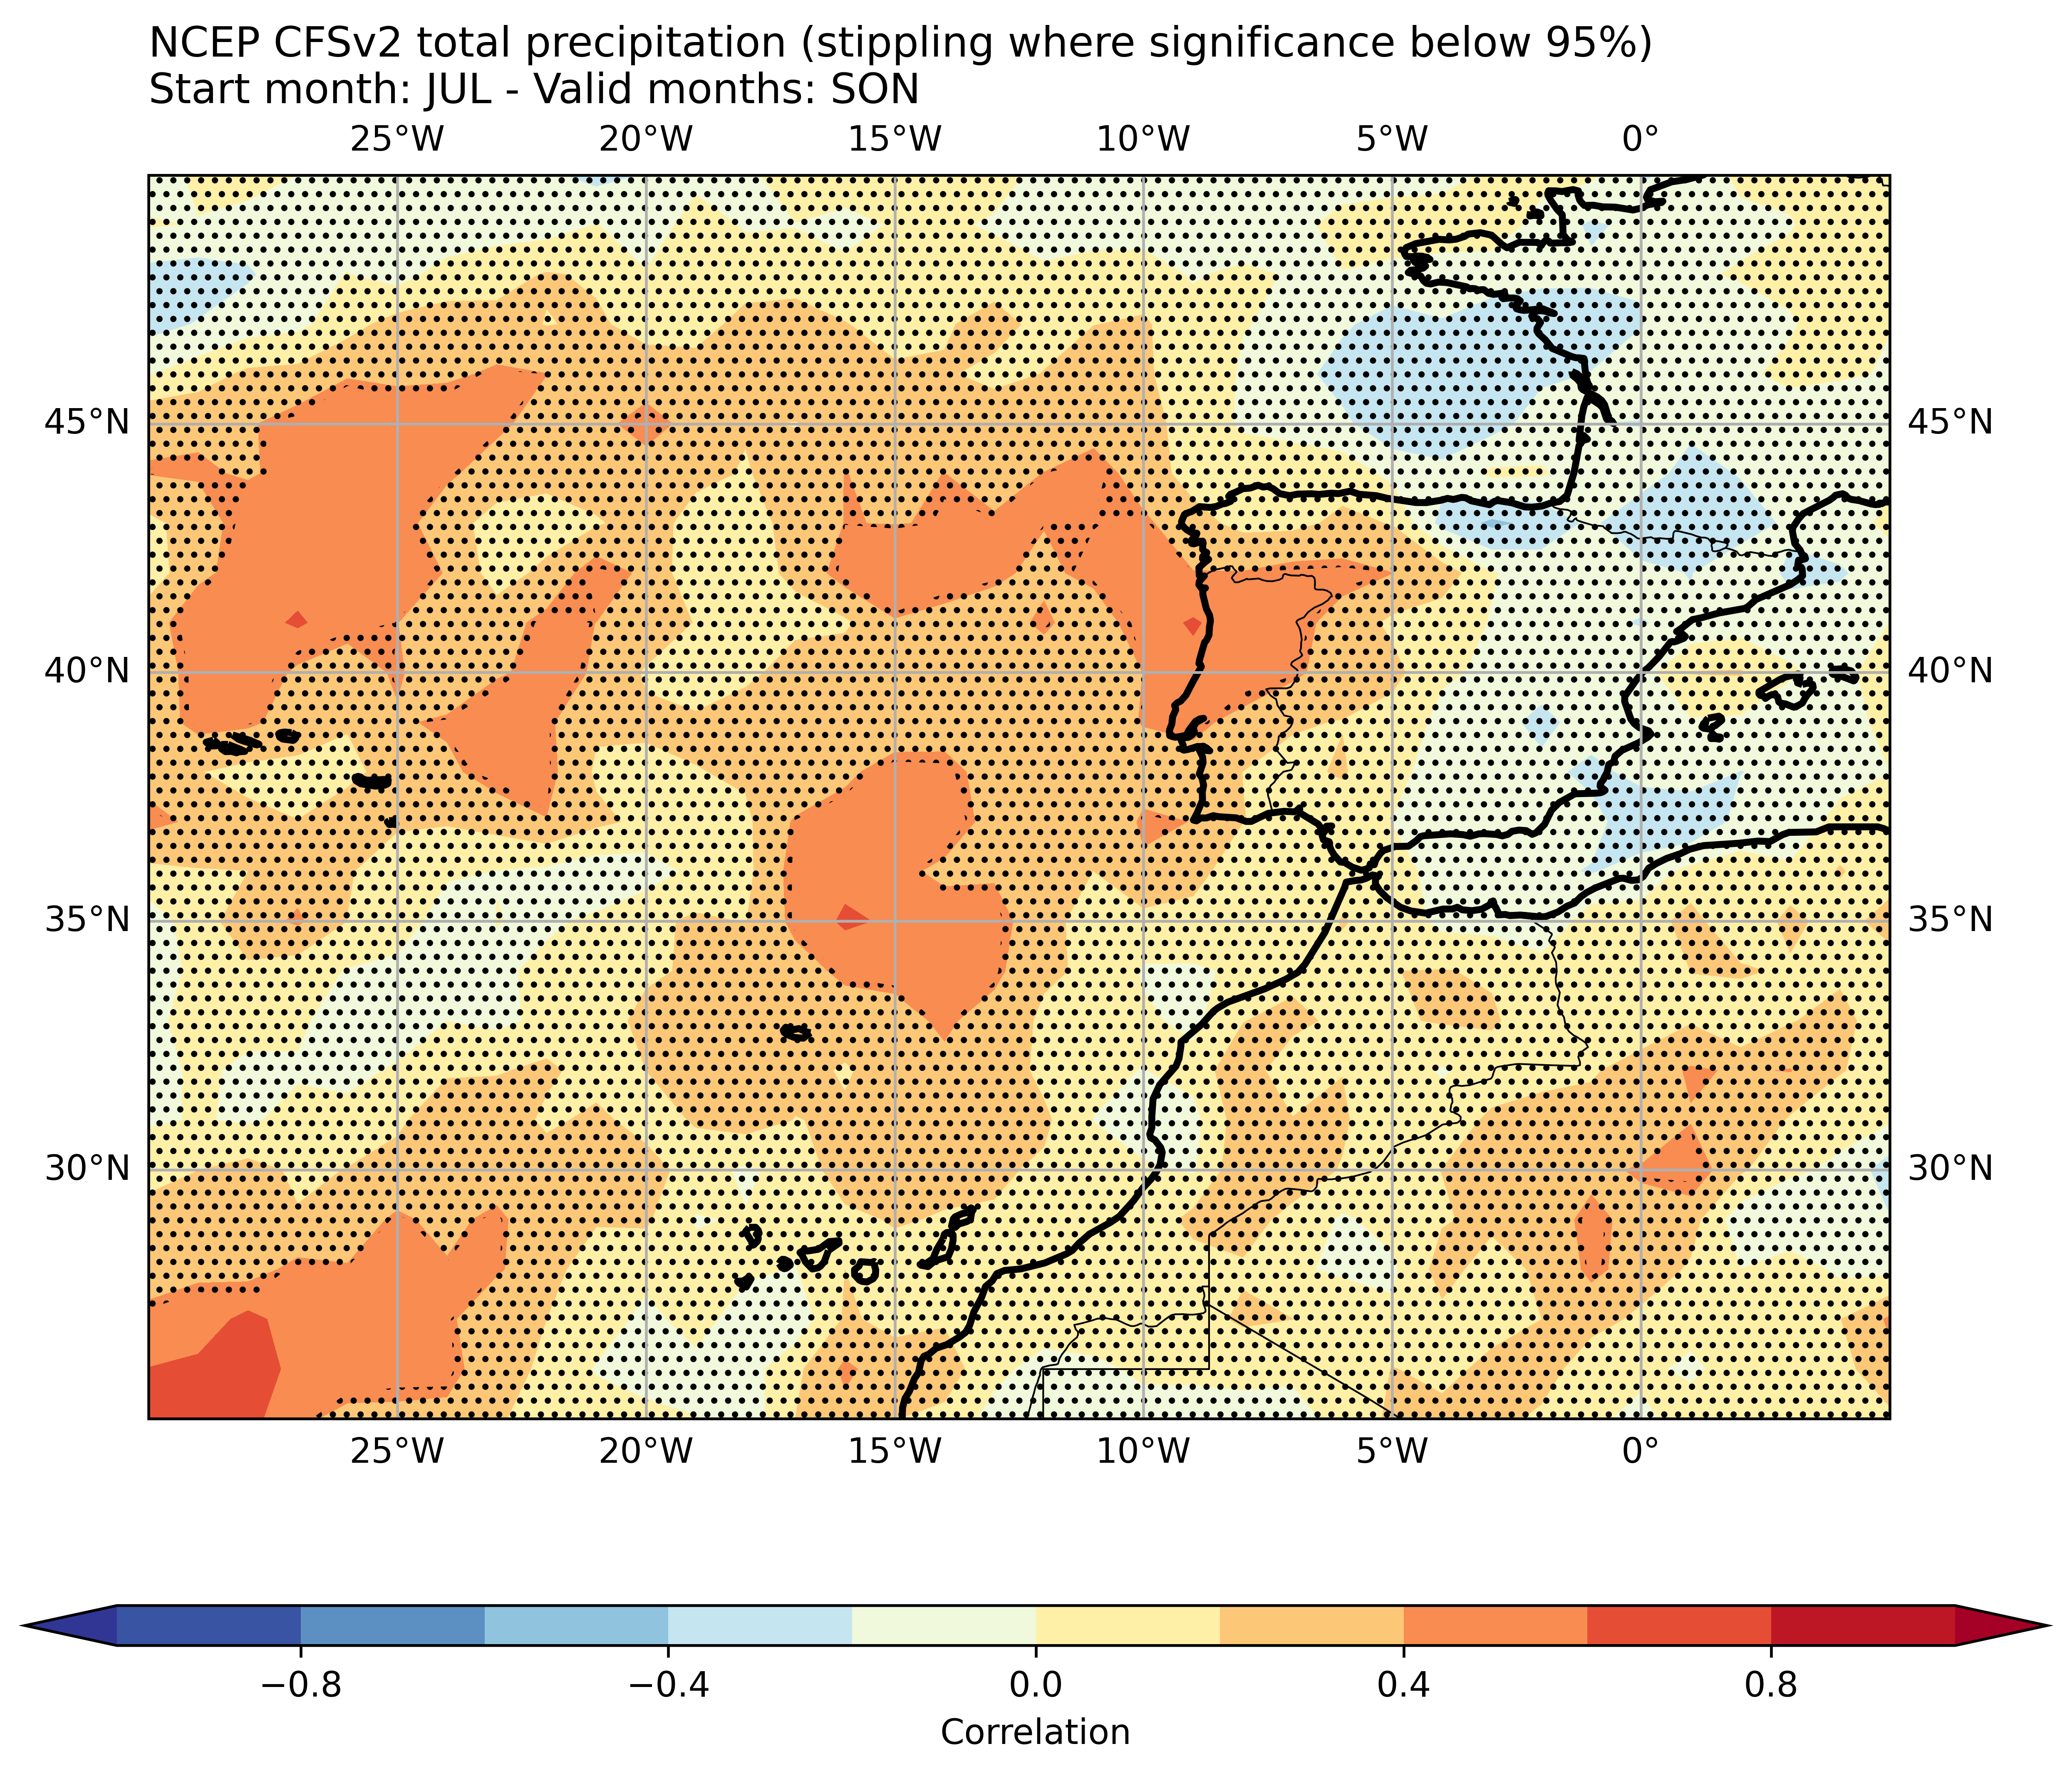 NCEP CFSv2 total precipitation (stippling where significance below 95%)
Start month: JUL - Valid months: SON
25°W 20°W 15°W 10°W 5°W 0°
45°N 45°N
40°N 40°N
35°N 35°N
30°N 30°N
25°W 20°W 15°W 10°W 5°W 0°
−0.8 −0.4 0.0 0.4 0.8
Correlation